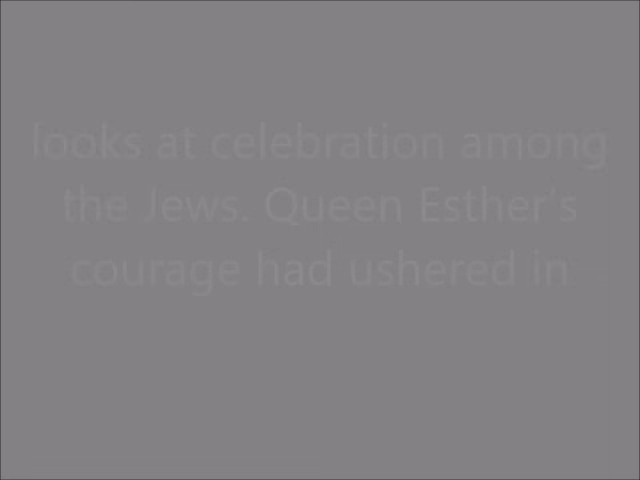 looks at celebration among
the Jews. Queen Esther's
courage had ushered in